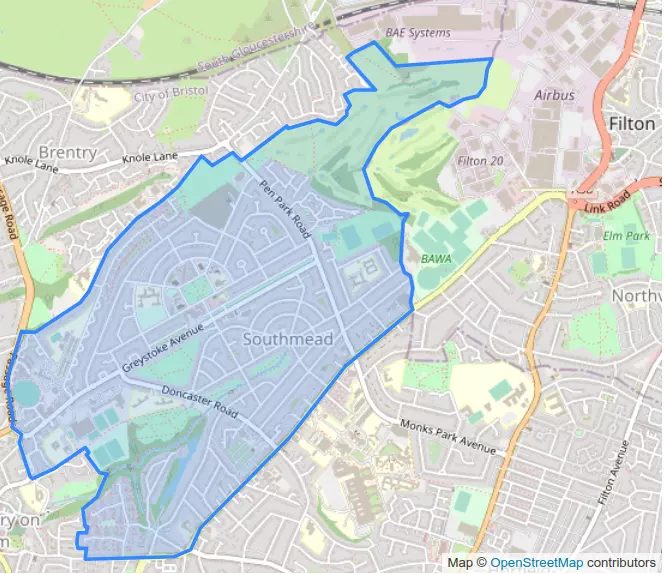 BAE Systems
South Gloucestershire
City of Bristol
Airbus
Filton
Brentry
Knole Lane
Knole Lane
Filton 20
Pen Park Road
Link Road
Elm Park
BAWA
Northv
Greystoke Avenue
Southmead
Doncaster Road
Monks Park Avenue
Filton Avenue
ry on
m
Map © OpenStreetMap contributors